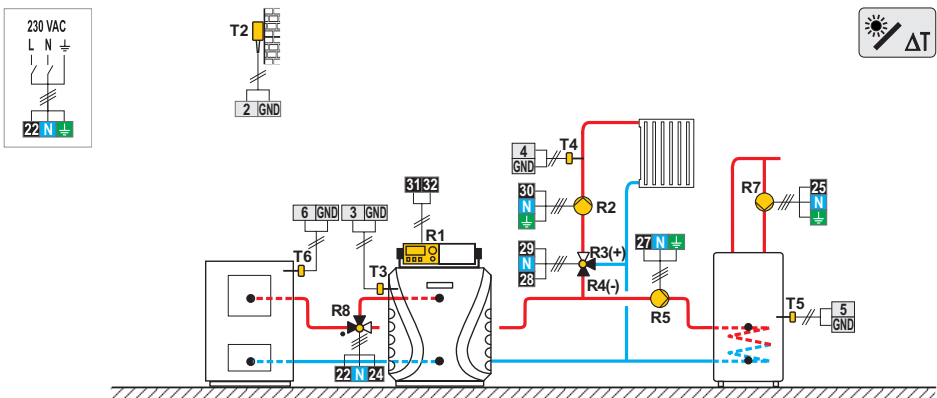 230 VAC
L N
22 N
T2
2 GND
ΔT
4
GND
T4
31 32
30
N
R2
R7
25
N
6 GND
3 GND
R1
29
N
28
R3(+)
R4(-)
27 N
T6
T3
R8
R5
T5
5
GND
22 N 24